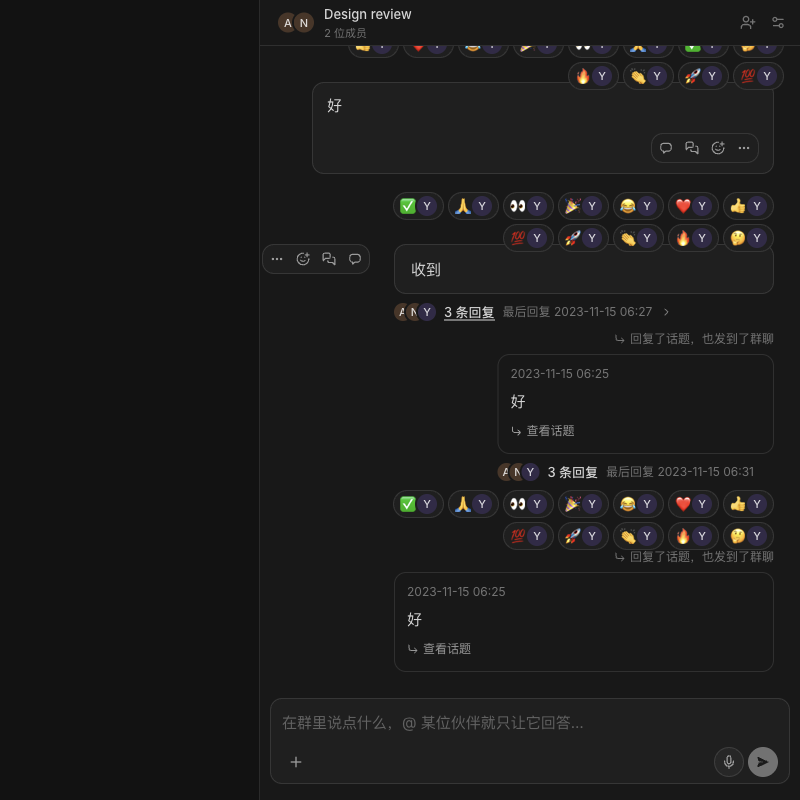 A N Design review
2 位成员
Y Y Y Y
好
Y Y Y Y Y Y Y
Y Y Y Y Y
收到
A N Y 3 条回复 最后回复 2023-11-15 06:27
回复了话题，也发到了群聊
2023-11-15 06:25
好
查看话题
A N Y 3 条回复 最后回复 2023-11-15 06:31
Y Y Y Y Y Y Y
Y Y Y Y Y
回复了话题，也发到了群聊
2023-11-15 06:25
好
查看话题
在群里说点什么，@ 某位伙伴就只让它回答...